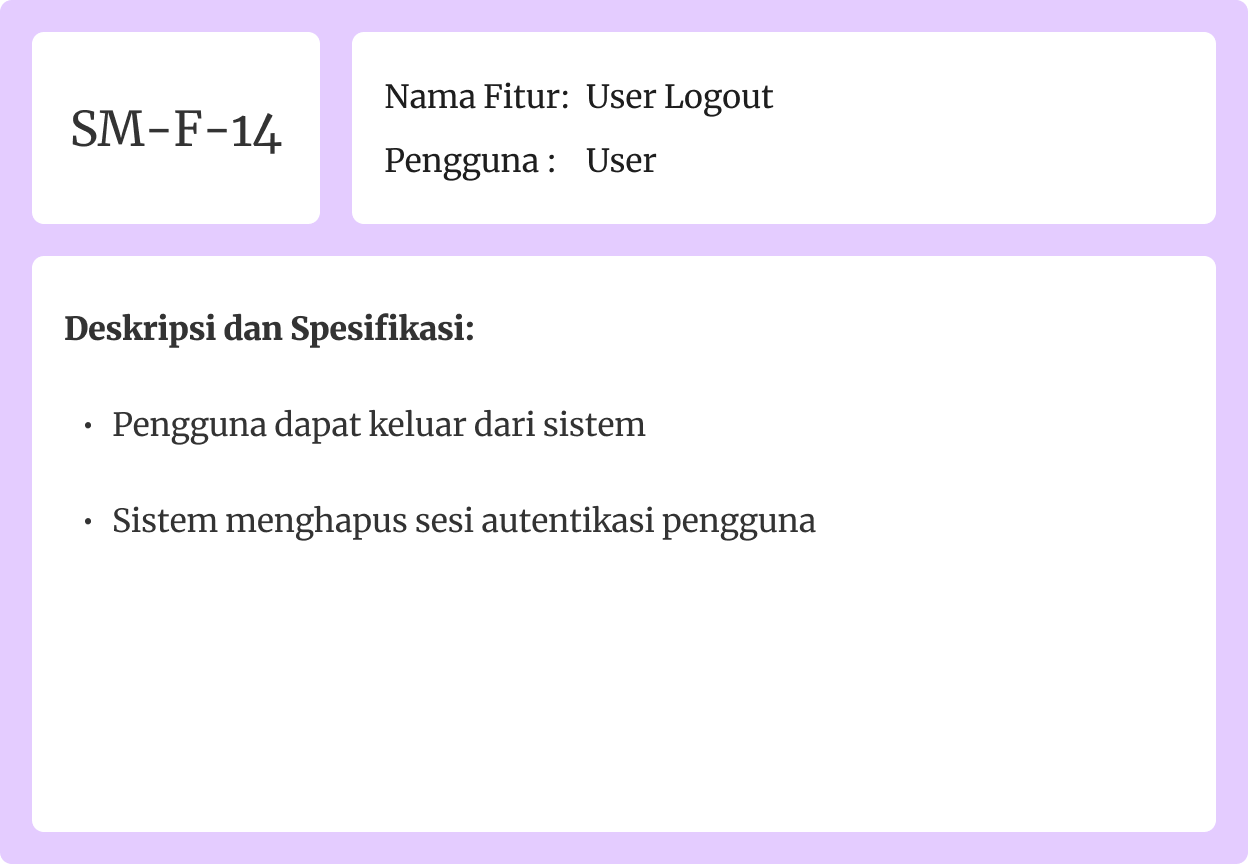 SM-F-14
Nama Fitur: User Logout
Pengguna : User
Deskripsi dan Spesifikasi:
• Pengguna dapat keluar dari sistem
• Sistem menghapus sesi autentikasi pengguna